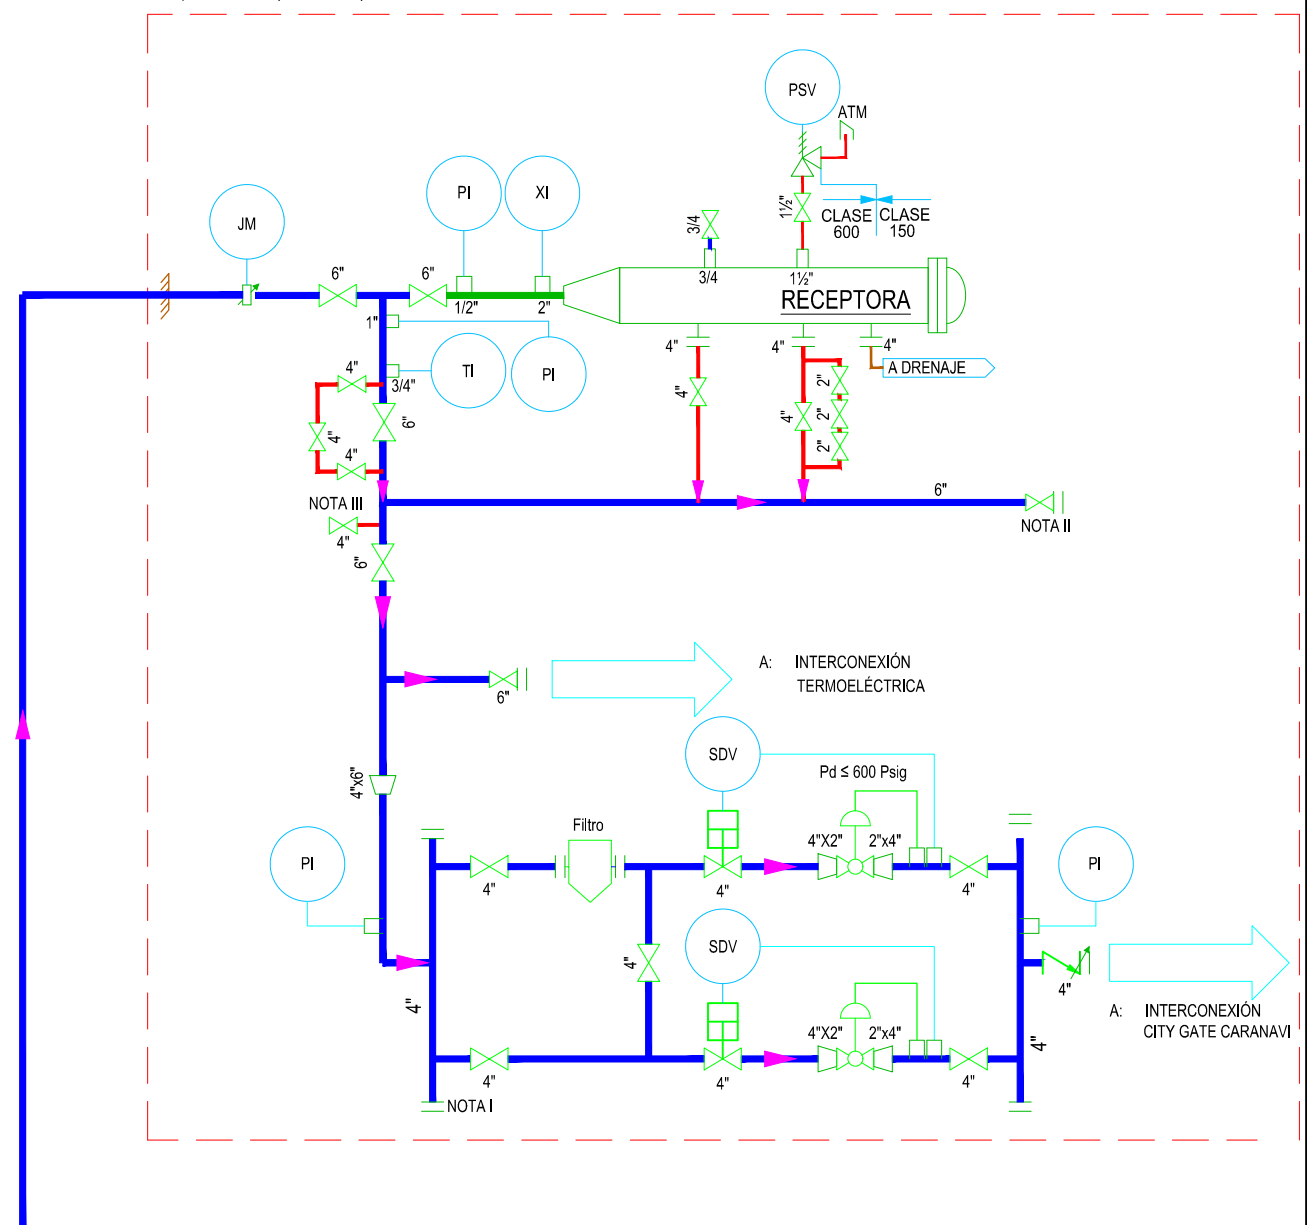 PSV
ATM
PI
XI
JM
3/4
1½"
CLASE
600
CLASE
150
6"
6"
1/2"
2"
3/4
1½"
RECEPTORA
1"
TI
PI
3/4"
4"
4"
4"
A DRENAJE
4"
4"
4"
6"
4"
4"
2"
2"
2"
NOTA III
4"
6"
6"
NOTA II
6"
A: INTERCONEXIÓN
TERMOELÉCTRICA
SDV
Pd ≤ 600 Psig
4"x6"
Filtro
4"X2"
2"x4"
PI
4"
4"
4"
PI
SDV
4"
4"
4"
A: INTERCONEXIÓN
CITY GATE CARANAVI
4"X2"
2"x4"
4"
4"
4"
4"
NOTA I